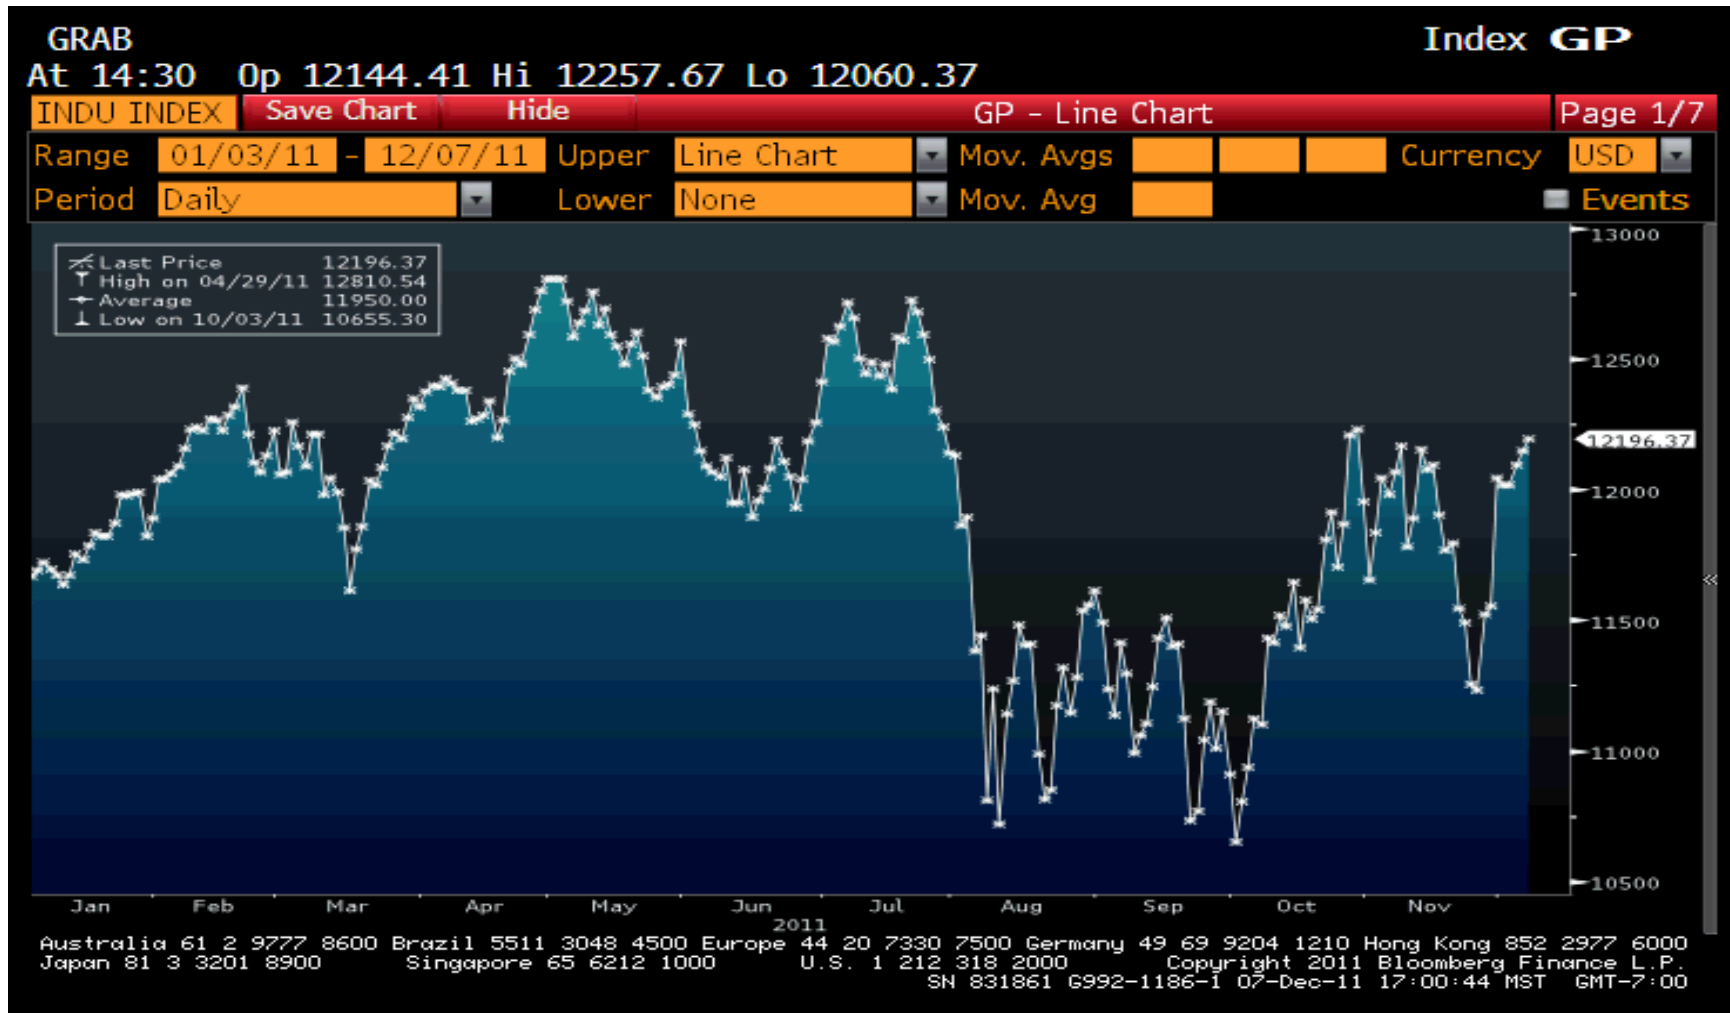 GRAB Index GP
At 14:30 Op 12144.41 Hi 12257.67 Lo 12060.37
INDU INDEX Save Chart Hide GP - Line Chart Page 1/7
Range 01/03/11 - 12/07/11 Upper Line Chart Mov. Avgs Currency USD
Period Daily Lower None Mov. Avg Events
Last Price 12196.37
High on 04/29/11 12810.54
Average 11950.00
Low on 10/03/11 10655.30
13000
12500
12196.37
12000
11500
«
11000
10500
Jan Feb Mar Apr May Jun Jul Aug Sep Oct Nov
2011
Australia 61 2 9777 8600 Brazil 5511 3048 4500 Europe 44 20 7330 7500 Germany 49 69 9204 1210 Hong Kong 852 2977 6000
Japan 81 3 3201 8900 Singapore 65 6212 1000 U.S. 1 212 318 2000 Copyright 2011 Bloomberg Finance L.P.
SN 831861 G992-1186-1 07-Dec-11 17:00:44 MST GMT-7:00